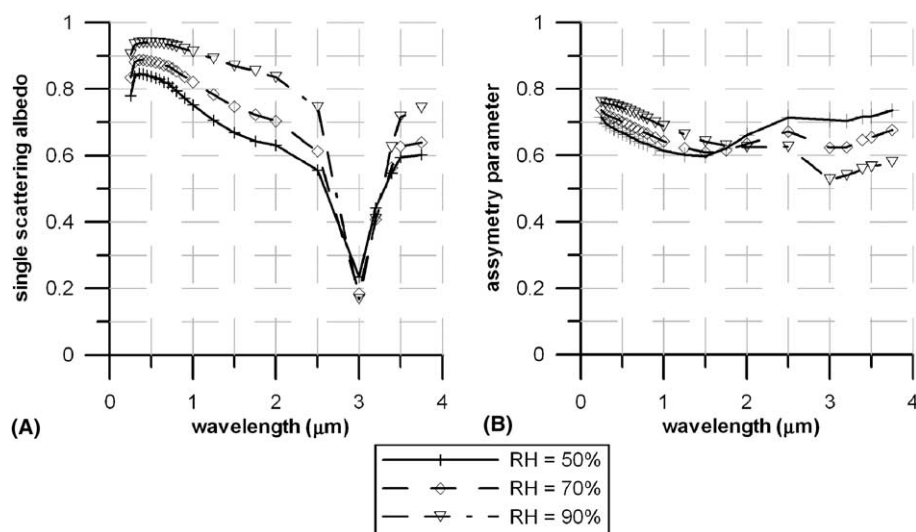 1
0.8
0.6
0.4
0.2
0
single scattering albedo
0 1 2 3 4
wavelength (μm)
(A)
1
0.8
0.6
0.4
0.2
0
assymetry parameter
0 1 2 3 4
wavelength (μm)
(B)
RH = 50%
RH = 70%
RH = 90%